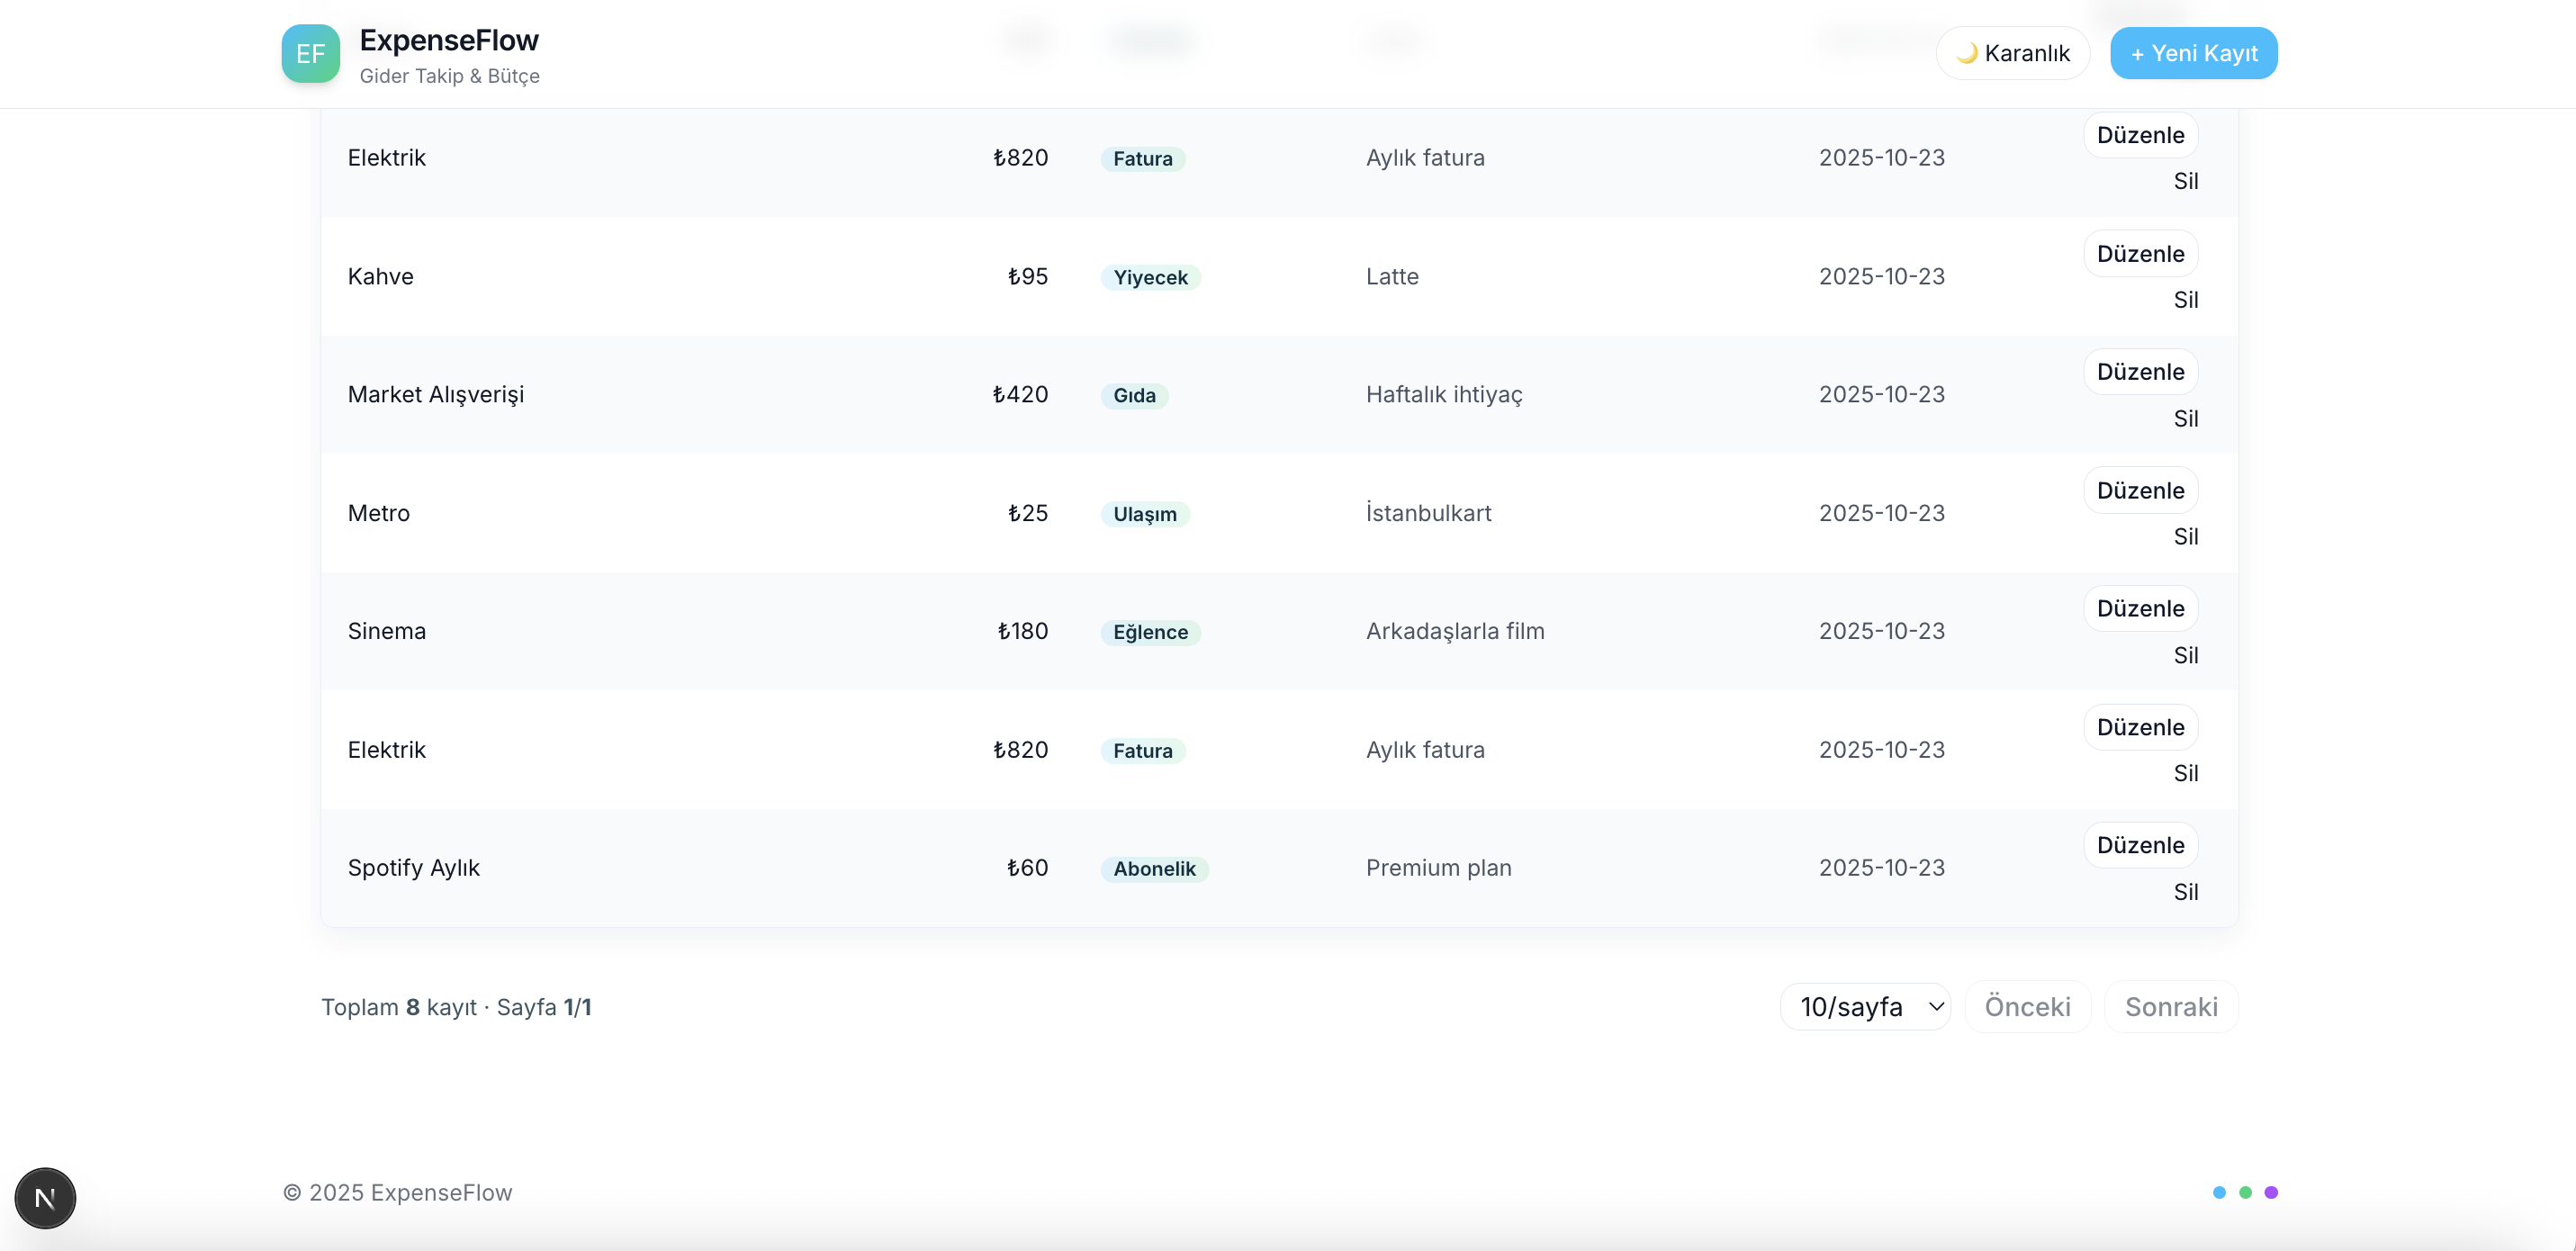 EF
ExpenseFlow
Gider Takip & Bütçe
🌙 Karanlık
+ Yeni Kayıt
Elektrik ₺820 Fatura Aylık fatura 2025-10-23 Düzenle
Sil
Kahve ₺95 Yiyecek Latte 2025-10-23 Düzenle
Sil
Market Alışverişi ₺420 Gıda Haftalık ihtiyaç 2025-10-23 Düzenle
Sil
Metro ₺25 Ulaşım İstanbulkart 2025-10-23 Düzenle
Sil
Sinema ₺180 Eğlence Arkadaşlarla film 2025-10-23 Düzenle
Sil
Elektrik ₺820 Fatura Aylık fatura 2025-10-23 Düzenle
Sil
Spotify Aylık ₺60 Abonelik Premium plan 2025-10-23 Düzenle
Sil
Toplam 8 kayıt · Sayfa 1/1
10/sayfa
Önceki
Sonraki
N
© 2025 ExpenseFlow